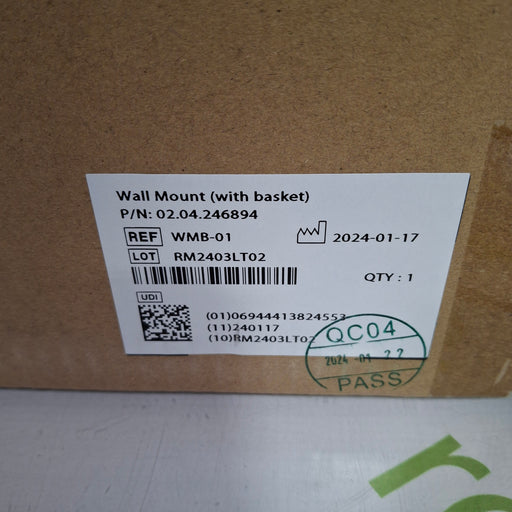 Wall Mount (with basket)
P/N: 02.04.246894
REF WMB-01 2024-01-17
LOT RM2403LT02
QTY : 1
UDI
(01)06944413824553
(11)240117
(10)RM2403LT02
QC04
2024 -01- 22
PASS